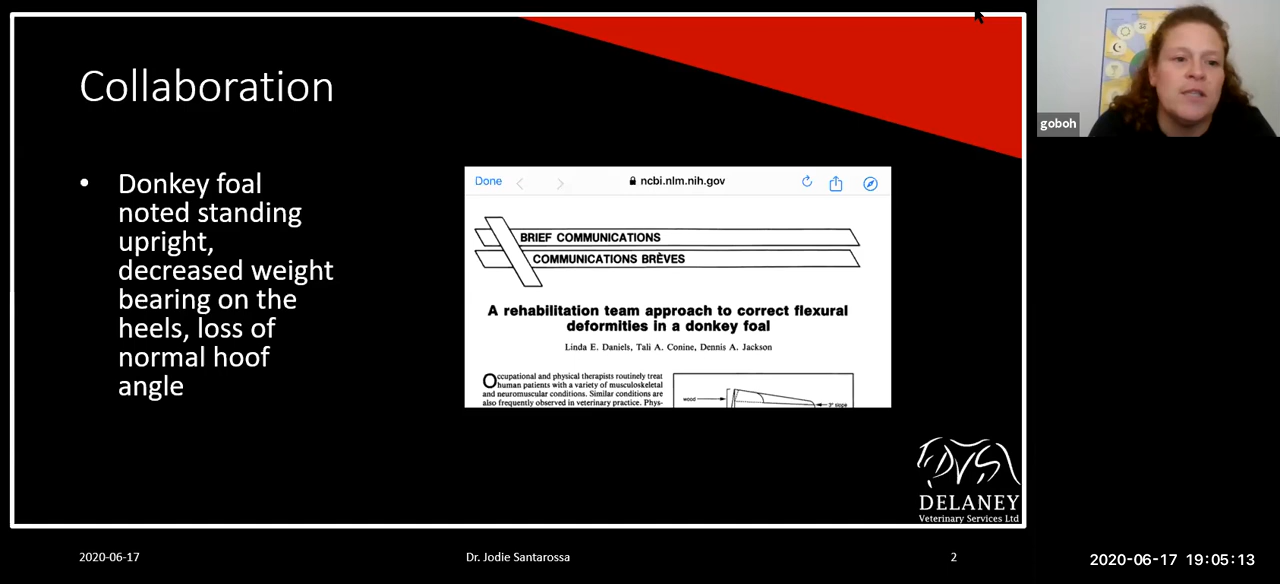 Collaboration
• Donkey foal
noted standing
upright,
decreased weight
bearing on the
heels, loss of
normal hoof
angle
Done
ncbi.nlm.nih.gov
BRIEF COMMUNICATIONS
COMMUNICATIONS BRÈVES
A rehabilitation team approach to correct flexural
deformities in a donkey foal
Linda E. Daniels, Tali A. Conine, Dennis A. Jackson
Occupational and physical therapists routinely treat
human patients with a variety of musculoskeletal
and neuromuscular conditions. Similar conditions are
also frequently observed in veterinary practice. Phys-
wood
3° slope
DVS
DELANEY
Veterinary Services Ltd
2020-06-17
Dr. Jodie Santarossa
2
goboh
2020-06-17 19:05:13